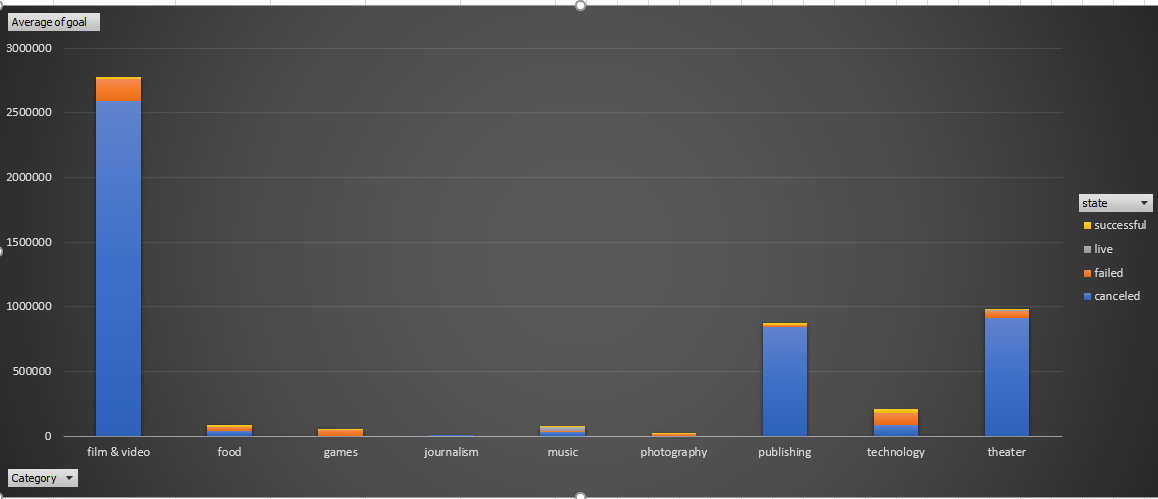 Average of goal
3000000
2500000
2000000
1500000
1000000
500000
0
film & video food games journalism music photography publishing technology theater
state
successful
live
failed
canceled
Category